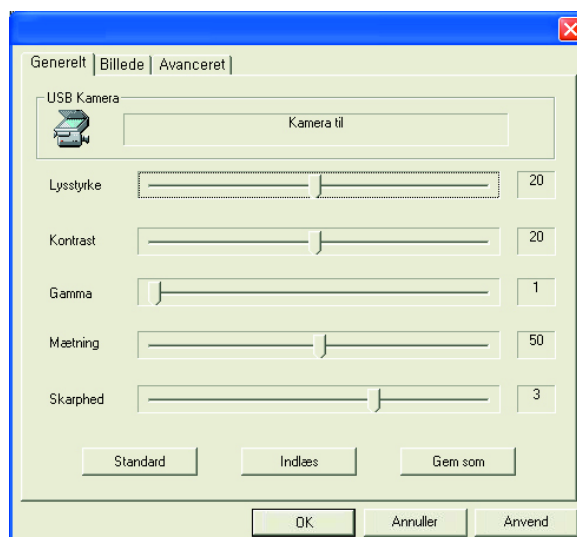 Generelt Billede Avanceret
USB Kamera
Kamera til
Lysstyrke 20
Kontrast 20
Gamma 1
Mætning 50
Skarphed 3
Standard Indlæs Gem som
OK Annuller Anvend